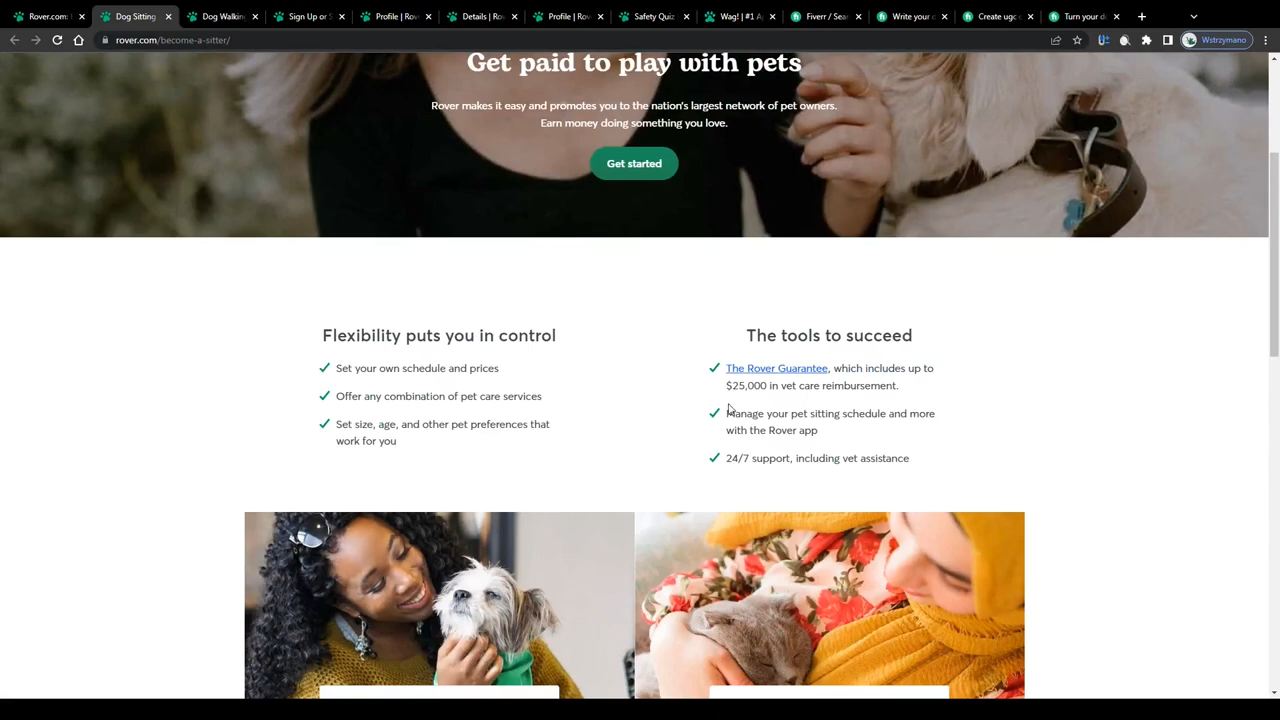 Rover.com:
Dog Sitting
Dog Walkin
Sign Up or S
Profile | Rov
Details | Rov
Profile | Rov
Safety Quiz
Wag! | #1 A
Fiverr / Sear
Write your
Create ugc
Turn your d
rover.com/become-a-sitter/
Wstrzymano
Get paid to play with pets
Rover makes it easy and promotes you to the nation's largest network of pet owners.
Earn money doing something you love.
Get started
Flexibility puts you in control
Set your own schedule and prices
Offer any combination of pet care services
Set size, age, and other pet preferences that
work for you
The tools to succeed
The Rover Guarantee, which includes up to
$25,000 in vet care reimbursement.
Manage your pet sitting schedule and more
with the Rover app
24/7 support, including vet assistance